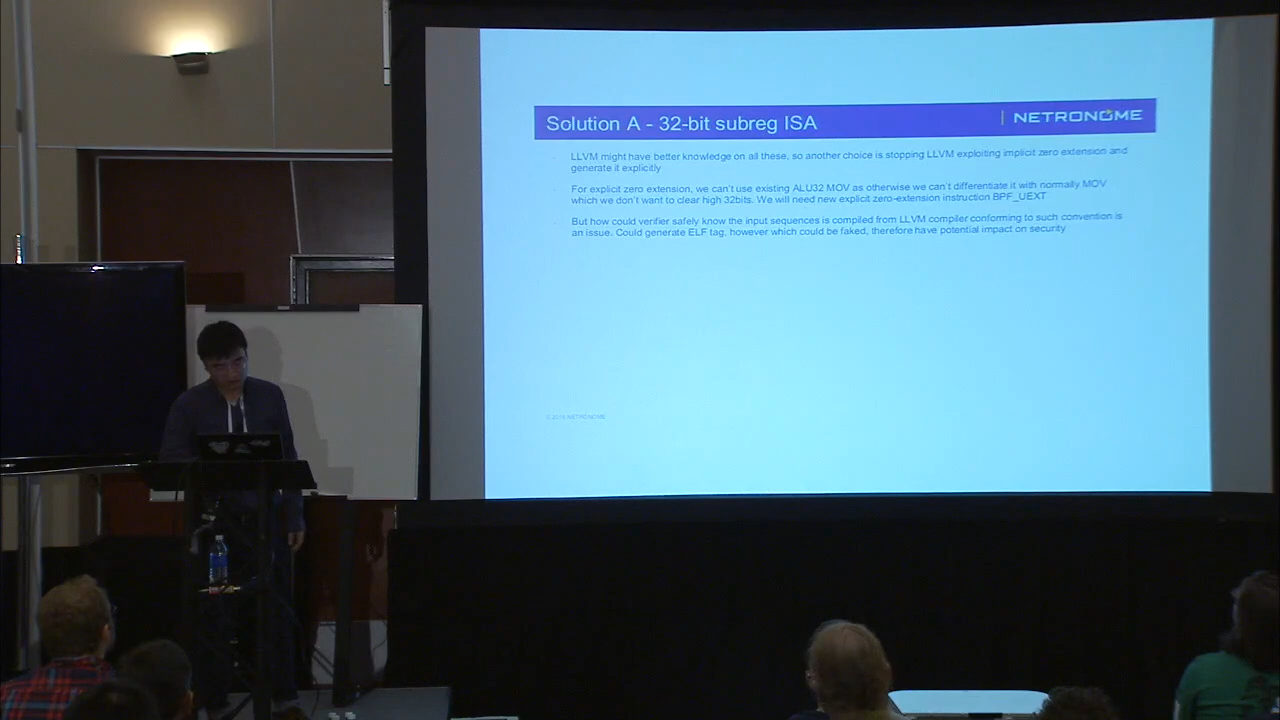 Solution A - 32-bit subreg ISA
NETRONOME
LLVM might have better knowledge on all these, so another choice is stopping LLVM exploiting implicit zero extension and
generate it explicitly
For explicit zero extension, we can't use existing ALU32 MOV as otherwise we can't differentiate it with normally MOV
which we don't want to clear high 32bits. We will need new explicit zero-extension instruction BPF_UEXT
But how could verifier safely know the input sequences is compiled from LLVM compiler conforming to such convention is
an issue. Could generate ELF tag, however which could be faked, therefore have potential impact on security
© 2018 NETRONOME